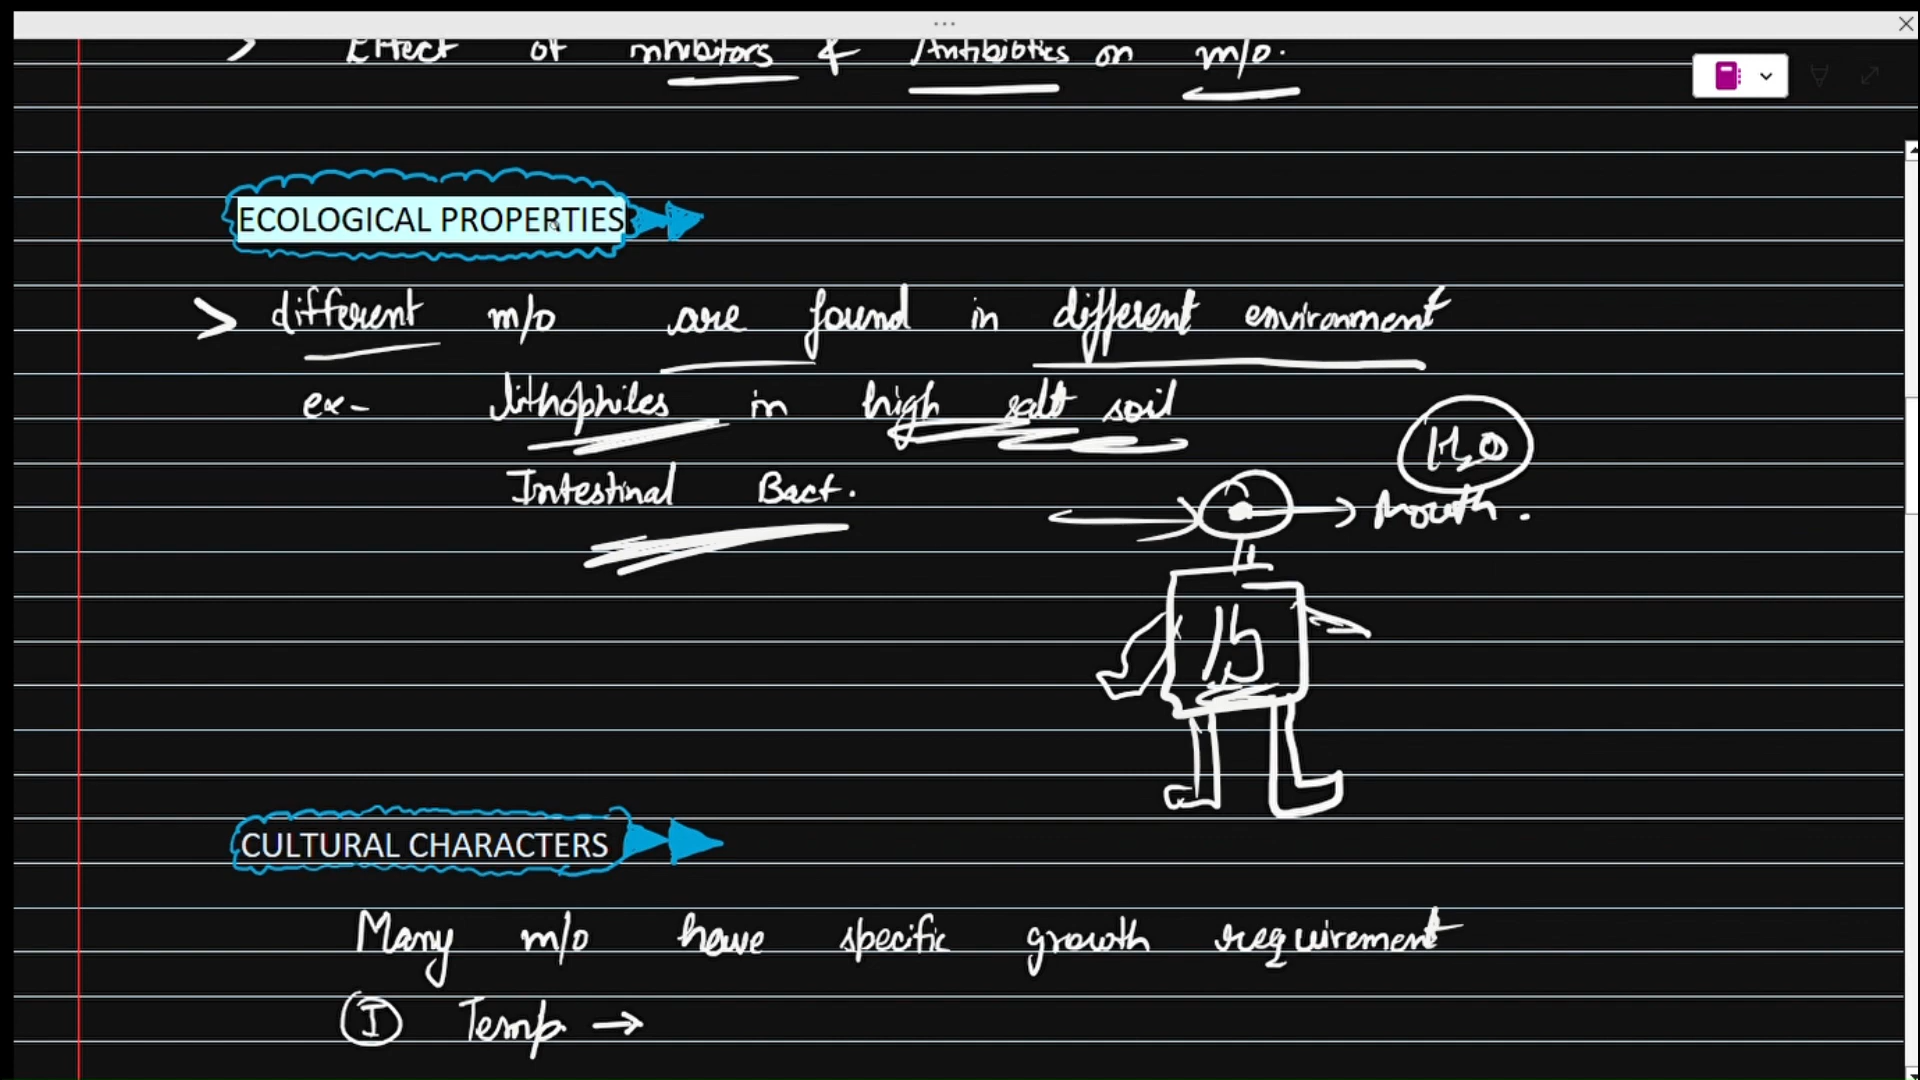 > Effect of inhibitors & Antibiotics on m/o.
ECOLOGICAL PROPERTIES
> different m/o are found in different environment
ex- lithophiles in high salt soil
H2O
Intestinal Bact.
Mouth.
15
CULTURAL CHARACTERS
Many m/o have specific growth requirement
I Temp →